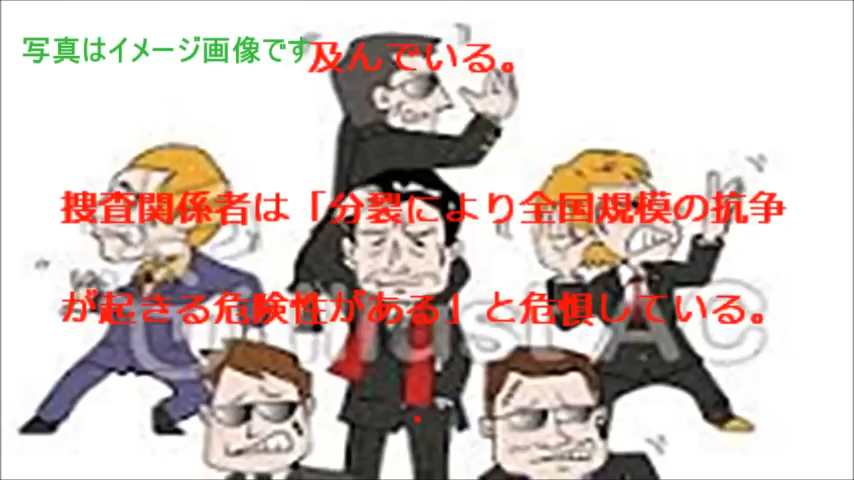 写真はイメージ画像です
及んでいる。
捜査関係者は「分裂により全国規模の抗争
が起きる危険性がある」と危惧している。
illust AC